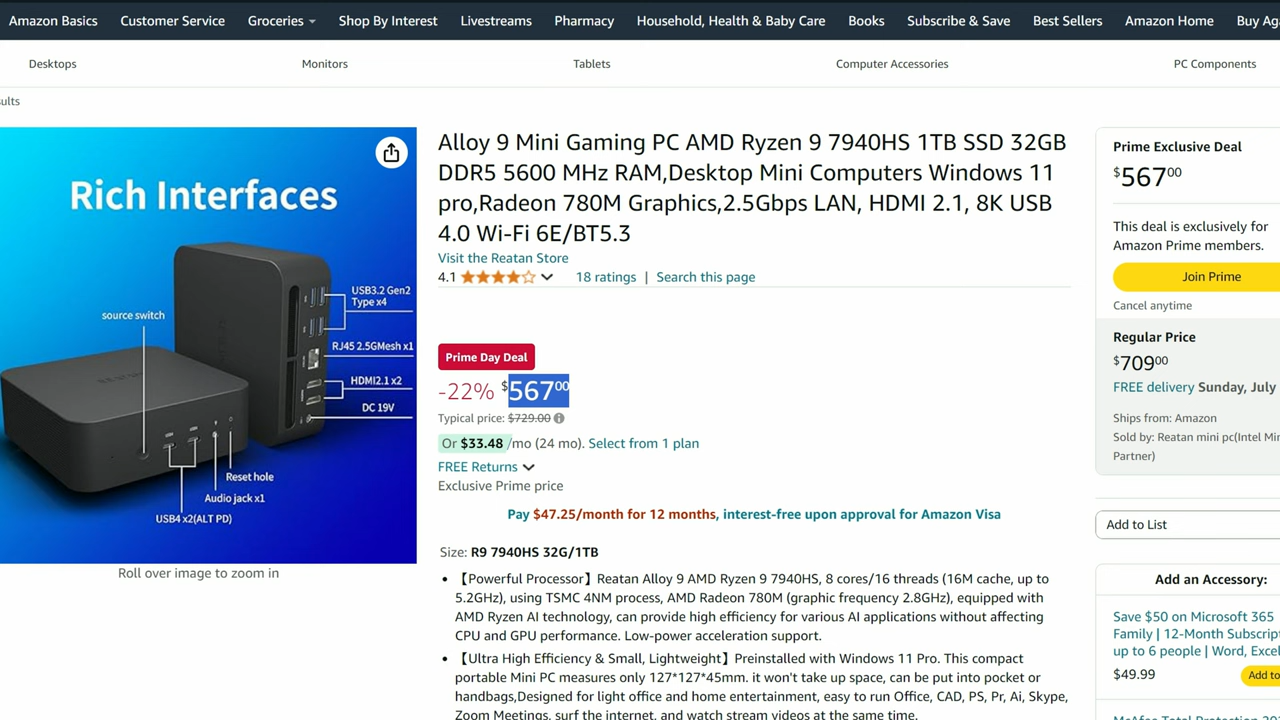 Amazon Basics Customer Service Groceries Shop By Interest Livestreams Pharmacy Household, Health & Baby Care Books Subscribe & Save Best Sellers Amazon Home Buy Ag
Desktops Monitors Tablets Computer Accessories PC Components
sults
Rich Interfaces
USB3.2 Gen2
Type x4
source switch
RJ45 2.5GMesh x1
HDMI2.1 x2
DC 19V
Reset hole
Audio jack x1
USB4 x2(ALT PD)
Roll over image to zoom in
Alloy 9 Mini Gaming PC AMD Ryzen 9 7940HS 1TB SSD 32GB
DDR5 5600 MHz RAM,Desktop Mini Computers Windows 11
pro,Radeon 780M Graphics,2.5Gbps LAN, HDMI 2.1, 8K USB
4.0 Wi-Fi 6E/BT5.3
Visit the Reatan Store
4.1 18 ratings | Search this page
Prime Day Deal
-22% $56700
Typical price: $729.00
Or $33.48 /mo (24 mo). Select from 1 plan
FREE Returns
Exclusive Prime price
Pay $47.25/month for 12 months, interest-free upon approval for Amazon Visa
Size: R9 7940HS 32G/1TB
• 【Powerful Processor】Reatan Alloy 9 AMD Ryzen 9 7940HS, 8 cores/16 threads (16M cache, up to
5.2GHz), using TSMC 4NM process, AMD Radeon 780M (graphic frequency 2.8GHz), equipped with
AMD Ryzen AI technology, can provide high efficiency for various AI applications without affecting
CPU and GPU performance. Low-power acceleration support.
• 【Ultra High Efficiency & Small, Lightweight】Preinstalled with Windows 11 Pro. This compact
portable Mini PC measures only 127*127*45mm. it won't take up space, can be put into pocket or
handbags,Designed for light office and home entertainment, easy to run Office, CAD, PS, Pr, Ai, Skype,
Zoom Meetings, surf the internet, and watch stream videos at the same time.
Prime Exclusive Deal
$56700
This deal is exclusively for
Amazon Prime members.
Join Prime
Cancel anytime
Regular Price
$70900
FREE delivery Sunday, July
Ships from: Amazon
Sold by: Reatan mini pc(Intel Min
Partner)
Add to List
Add an Accessory:
Save $50 on Microsoft 365
Family | 12-Month Subscrip
up to 6 people | Word, Excel
$49.99 Add to